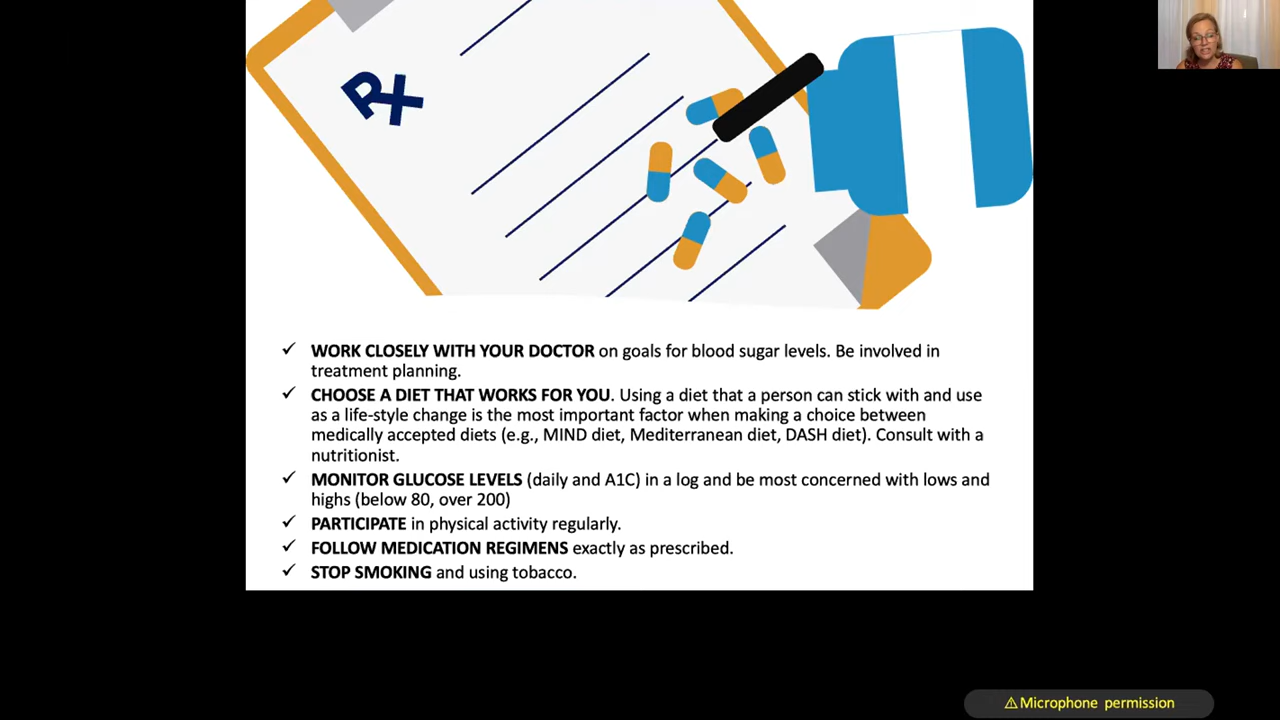 Rx
✓ WORK CLOSELY WITH YOUR DOCTOR on goals for blood sugar levels. Be involved in
treatment planning.
✓ CHOOSE A DIET THAT WORKS FOR YOU. Using a diet that a person can stick with and use
as a life-style change is the most important factor when making a choice between
medically accepted diets (e.g., MIND diet, Mediterranean diet, DASH diet). Consult with a
nutritionist.
✓ MONITOR GLUCOSE LEVELS (daily and A1C) in a log and be most concerned with lows and
highs (below 80, over 200)
✓ PARTICIPATE in physical activity regularly.
✓ FOLLOW MEDICATION REGIMENS exactly as prescribed.
✓ STOP SMOKING and using tobacco.
⚠Microphone permission